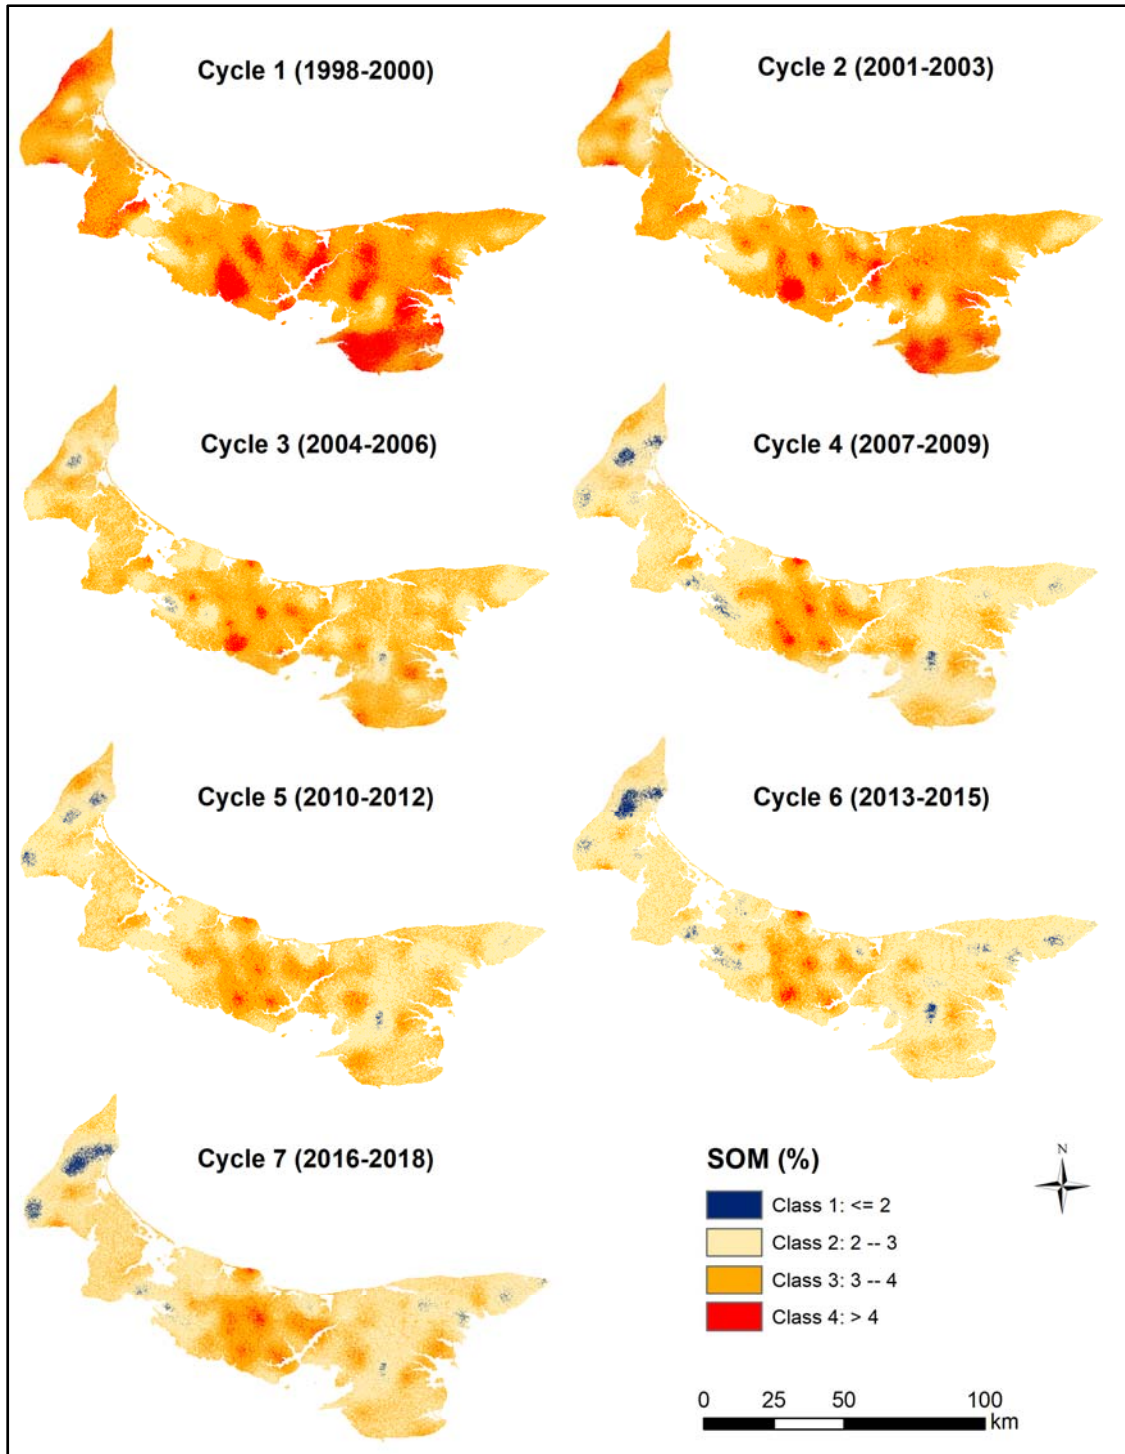 Cycle 1 (1998-2000)
Cycle 2 (2001-2003)
Cycle 3 (2004-2006)
Cycle 4 (2007-2009)
Cycle 5 (2010-2012)
Cycle 6 (2013-2015)
Cycle 7 (2016-2018)
SOM (%)
Class 1: <= 2
Class 2: 2 -- 3
Class 3: 3 -- 4
Class 4: > 4
N
0 25 50 100
km